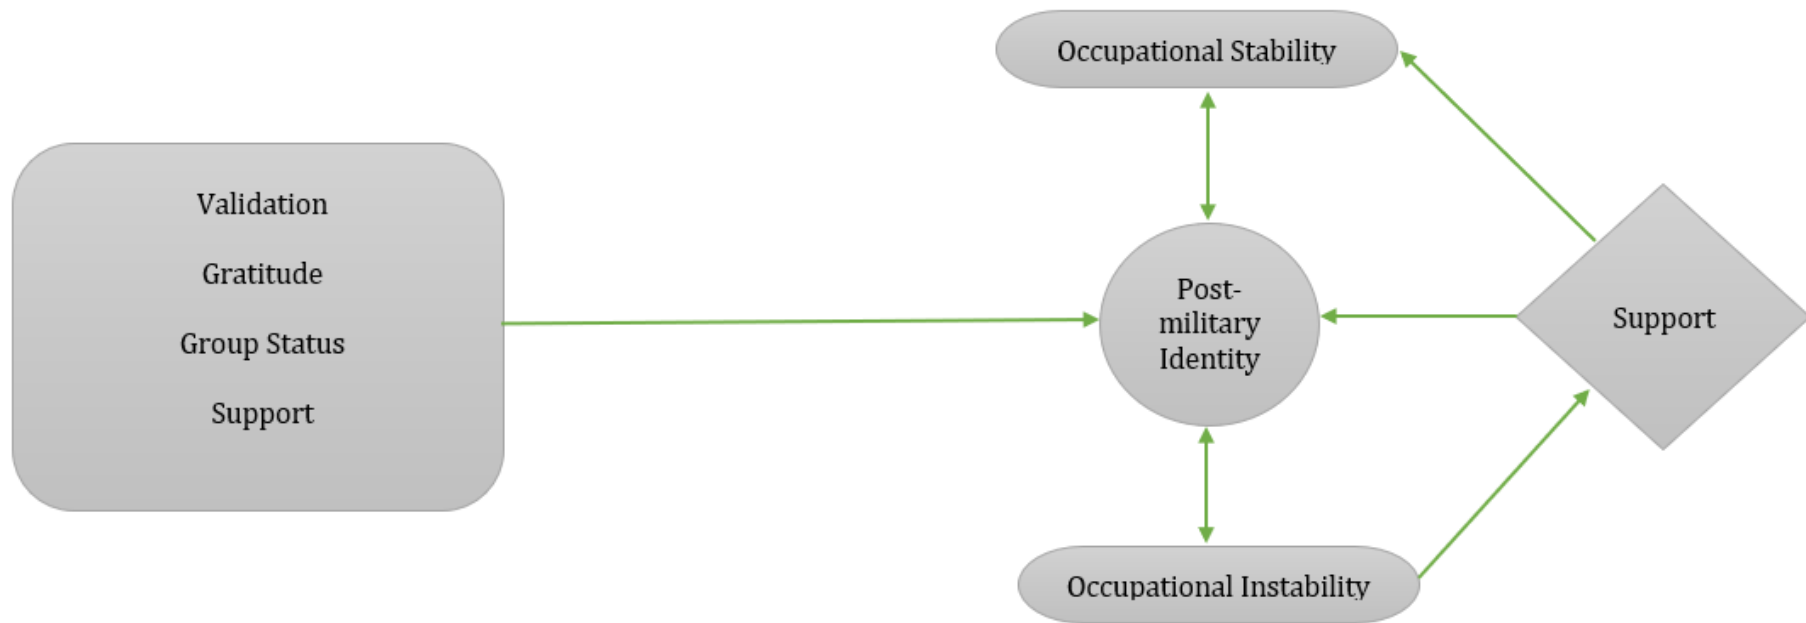 Validation
Gratitude
Group Status
Support
Occupational Stability
Post-
military
Identity
Support
Occupational Instability